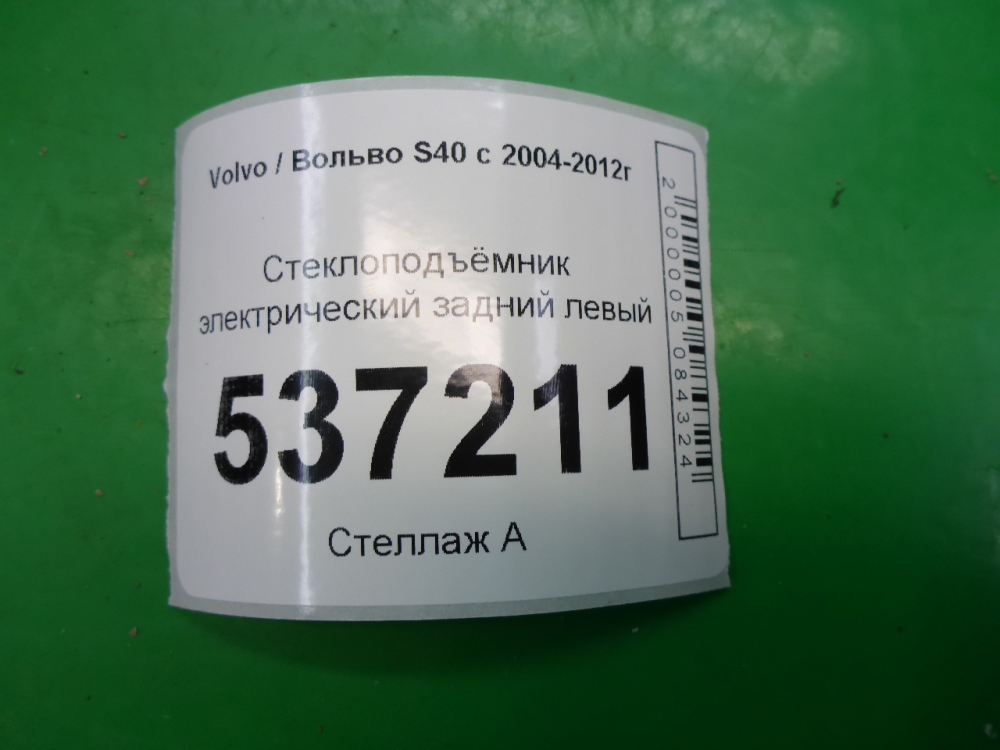 Volvo / Вольво S40 с 2004-2012г
Стеклоподъёмник
электрический задний левый
537211
Стеллаж А
2000005084324